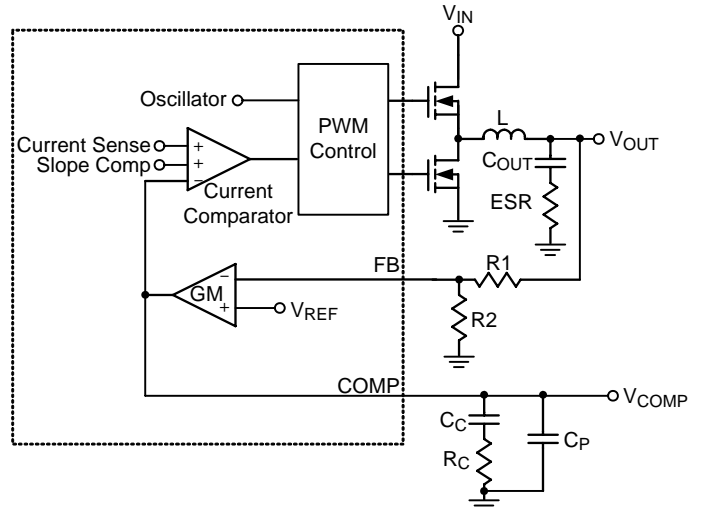 VIN
Oscillator
PWM
Control
L
VOUT
Current Sense
Slope Comp
+
+
−
Current
Comparator
COUT
ESR
FB
R1
GM
−
+
VREF
R2
COMP
VCOMP
CC
RC
CP